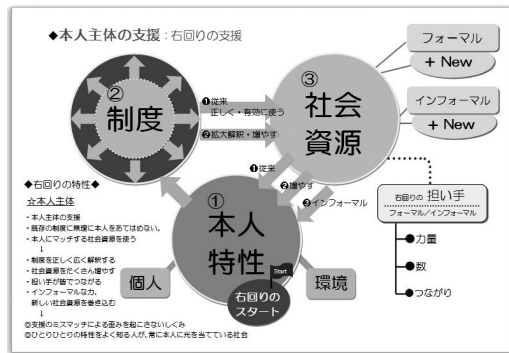 ◆本人主体の支援：右回りの支援
フォーマル
+ New
インフォーマル
+ New
②
制度
❶従来
正しく・有効に使う
❷拡大解釈・増やす
③
社会
資源
❶従来
❷増やす
❸インフォーマル
右回りの 担い手
フォーマル/インフォーマル
●力量
●数
●つながり
①
本人
特性
個人
環境
Start
右回りの
スタート
◆右回りの特性◆
☆本人主体
・本人主体の支援
・既存の制度に無理に本人をあてはめない。
・本人にマッチする社会資源を使う
↓
・制度を正しく広く解釈する
・社会資源をたくさん増やす
・担い手が皆でつながる
・インフォーマルな力、
新しい社会資源を巻き込む
↓
◎支援のミスマッチによる歪みを起こさないしくみ
◎ひとりひとりの特性をよく知る人が、常に本人に光を当てている社会